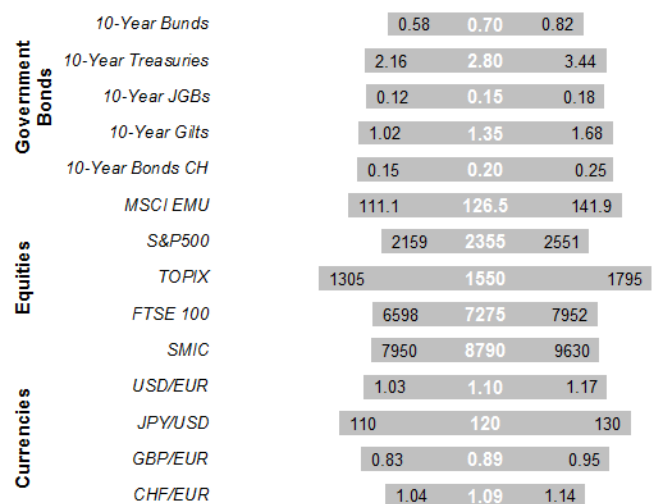 Government Bonds
10-Year Bunds 0.58 0.70 0.82
10-Year Treasuries 2.16 2.80 3.44
10-Year JGBs 0.12 0.15 0.18
10-Year Gilts 1.02 1.35 1.68
10-Year Bonds CH 0.15 0.20 0.25
Equities
MSCI EMU 111.1 126.5 141.9
S&P500 2159 2355 2551
TOPIX 1305 1550 1795
FTSE 100 6598 7275 7952
SMIC 7950 8790 9630
Currencies
USD/EUR 1.03 1.10 1.17
JPY/USD 110 120 130
GBP/EUR 0.83 0.89 0.95
CHF/EUR 1.04 1.09 1.14